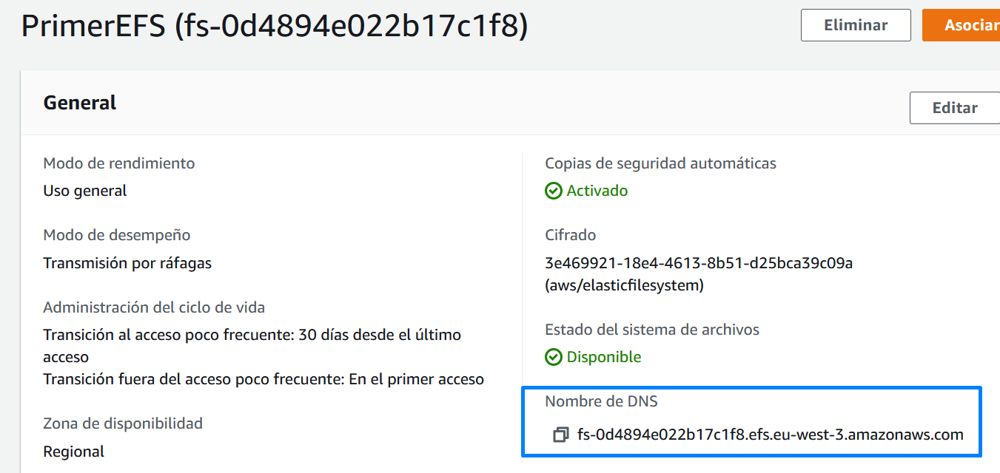 PrimerEFS (fs-0d4894e022b17c1f8)
Eliminar
Asociar
General
Editar
Modo de rendimiento
Uso general
Modo de desempeño
Transmisión por ráfagas
Administración del ciclo de vida
Transición al acceso poco frecuente: 30 días desde el último
acceso
Transición fuera del acceso poco frecuente: En el primer acceso
Zona de disponibilidad
Regional
Copias de seguridad automáticas
Activado
Cifrado
3e469921-18e4-4613-8b51-d25bca39c09a
(aws/elasticfilesystem)
Estado del sistema de archivos
Disponible
Nombre de DNS
fs-0d4894e022b17c1f8.efs.eu-west-3.amazonaws.com